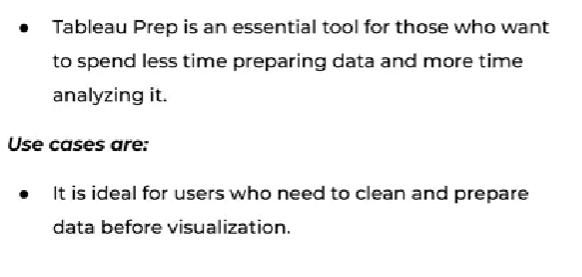 ● Tableau Prep is an essential tool for those who want
to spend less time preparing data and more time
analyzing it.
Use cases are:
● It is ideal for users who need to clean and prepare
data before visualization.